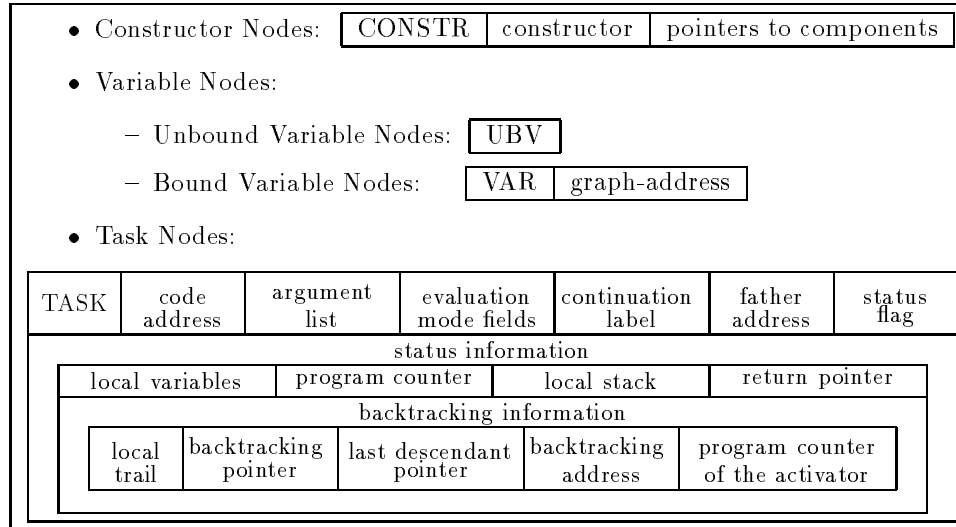 • Constructor Nodes: CONSTR constructor pointers to components
• Variable Nodes:
– Unbound Variable Nodes: UBV
– Bound Variable Nodes: VAR graph-address
• Task Nodes:
TASK code address argument list evaluation mode fields continuation label father address status flag
status information
local variables program counter local stack return pointer
backtracking information
local trail backtracking pointer last descendant pointer backtracking address program counter of the activator